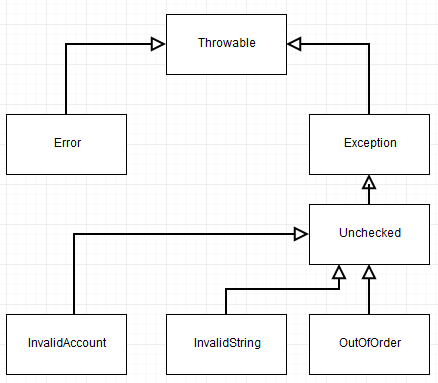 Throwable
Error
Exception
Unchecked
InvalidAccount
InvalidString
OutOfOrder